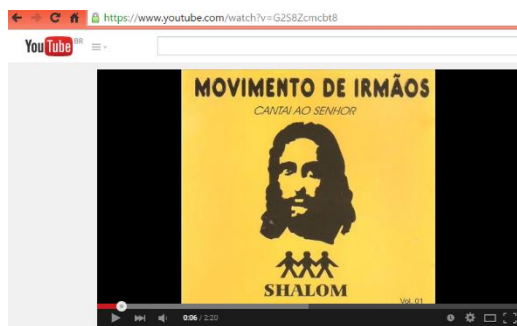 https://www.youtube.com/watch?v=G2S8Zcmcbt8
YouTube BR
MOVIMENTO DE IRMÃOS
CANTAI AO SENHOR
SHALOM
Vol. 01
0:06 / 2:20